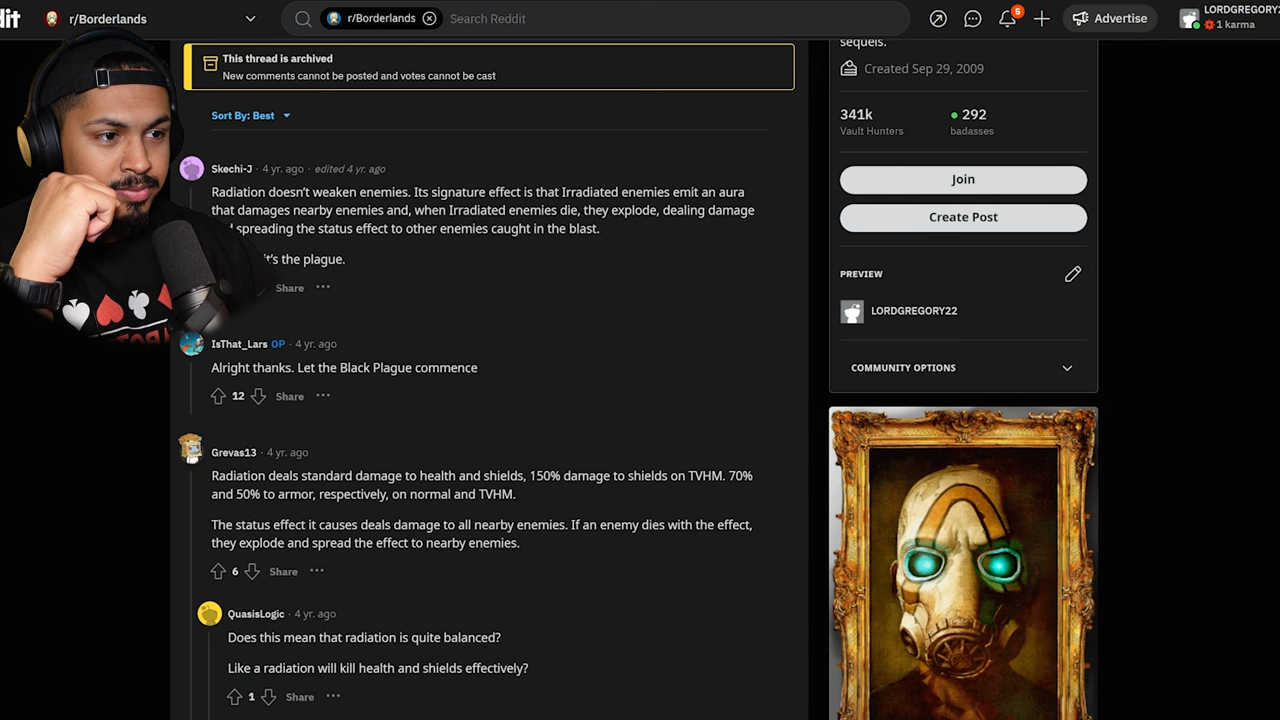 dit r/Borderlands r/Borderlands Search Reddit 6 Advertise LORDGREGORY22
1 karma
This thread is archived
New comments cannot be posted and votes cannot be cast
Sort By: Best
Skechi-J · 4 yr. ago · edited 4 yr. ago
Radiation doesn't weaken enemies. Its signature effect is that Irradiated enemies emit an aura
that damages nearby enemies and, when Irradiated enemies die, they explode, dealing damage
spreading the status effect to other enemies caught in the blast.
it's the plague.
Share ···
IsThat_Lars OP · 4 yr. ago
Alright thanks. Let the Black Plague commence
12 Share ···
Grevas13 · 4 yr. ago
Radiation deals standard damage to health and shields, 150% damage to shields on TVHM. 70%
and 50% to armor, respectively, on normal and TVHM.
The status effect it causes deals damage to all nearby enemies. If an enemy dies with the effect,
they explode and spread the effect to nearby enemies.
6 Share ···
QuasisLogic · 4 yr. ago
Does this mean that radiation is quite balanced?
Like a radiation will kill health and shields effectively?
1 Share ···
sequels.
Created Sep 29, 2009
341k 292
Vault Hunters badasses
Join
Create Post
PREVIEW
LORDGREGORY22
COMMUNITY OPTIONS